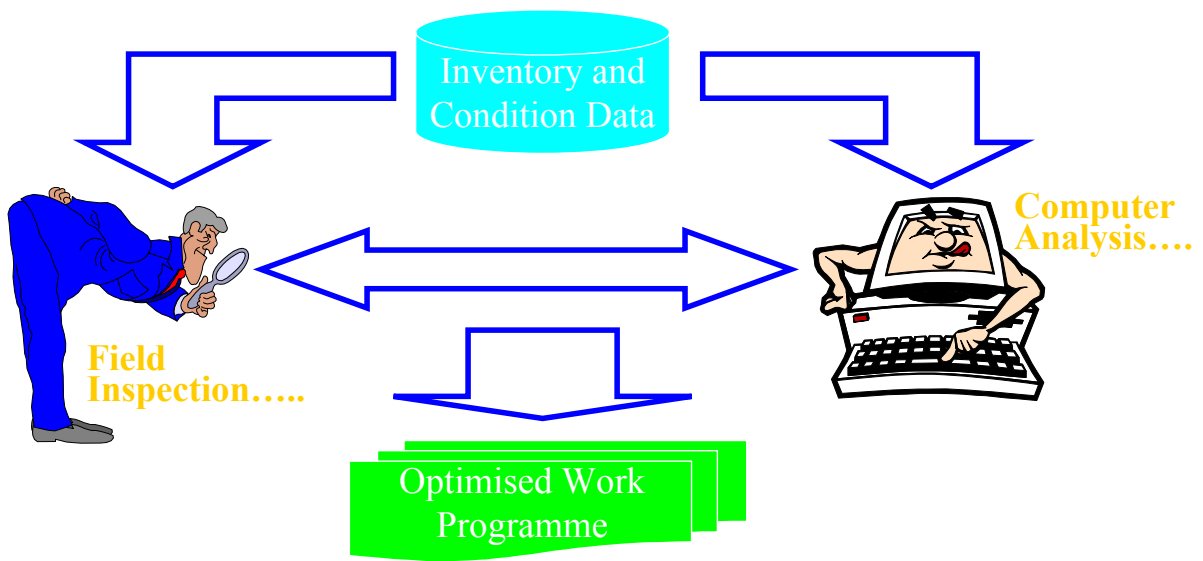 Inventory and
Condition Data
Computer
Analysis….
Field
Inspection…..
Optimised Work
Programme